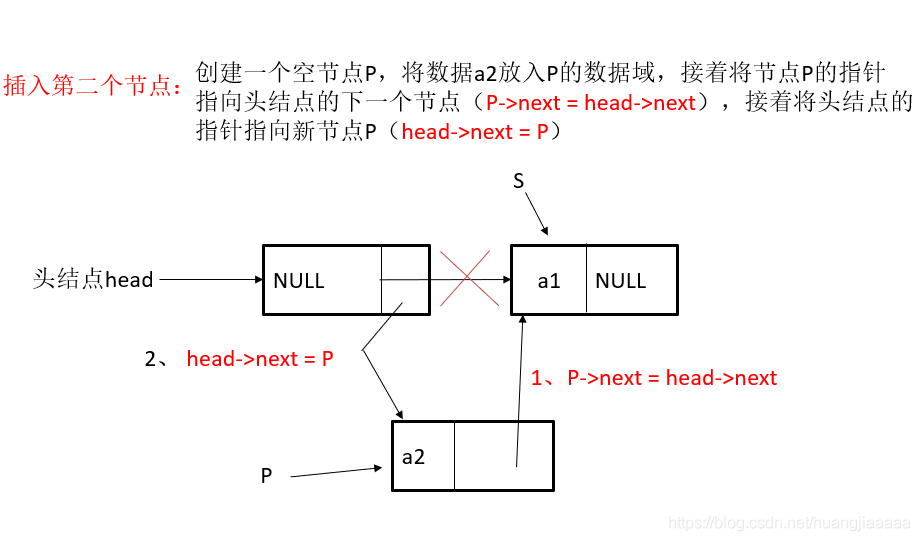 插入第二个节点：
创建一个空节点P，将数据a2放入P的数据域，接着将节点P的指针
指向头结点的下一个节点（P->next = head->next），接着将头结点的
指针指向新节点P（head->next = P）
S
头结点head
NULL
a1
NULL
2、 head->next = P
1、P->next = head->next
a2
P
https://blog.csdn.net/huangjiaaaaa